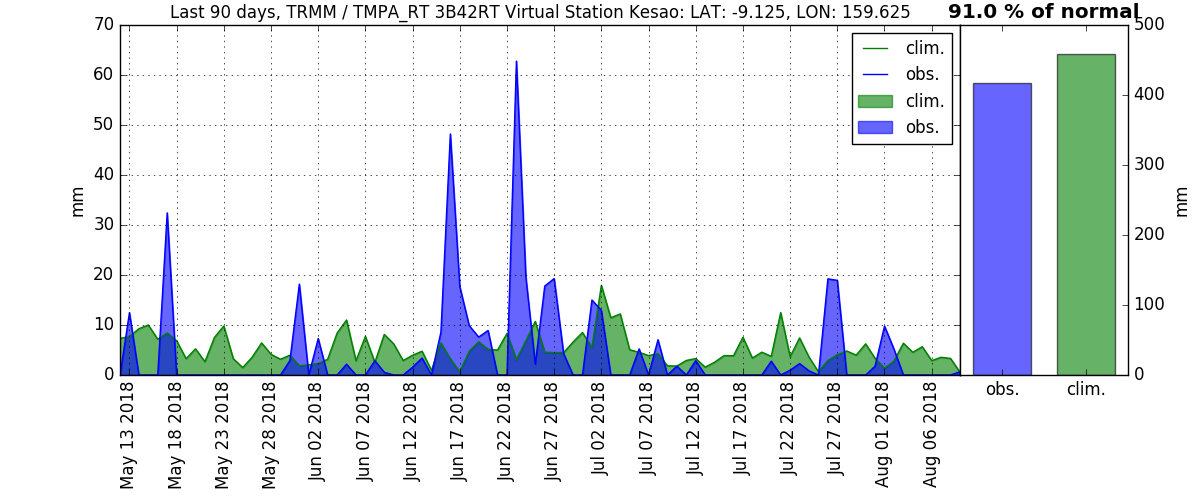 Last 90 days, TRMM / TMPA_RT 3B42RT Virtual Station Kesao: LAT: -9.125, LON: 159.625
91.0 % of normal
70
60
50
40
30
20
10
0
mm
clim.
obs.
clim.
obs.
May 13 2018
May 18 2018
May 23 2018
May 28 2018
Jun 02 2018
Jun 07 2018
Jun 12 2018
Jun 17 2018
Jun 22 2018
Jun 27 2018
Jul 02 2018
Jul 07 2018
Jul 12 2018
Jul 17 2018
Jul 22 2018
Jul 27 2018
Aug 01 2018
Aug 06 2018
500
400
300
200
100
0
mm
obs.
clim.